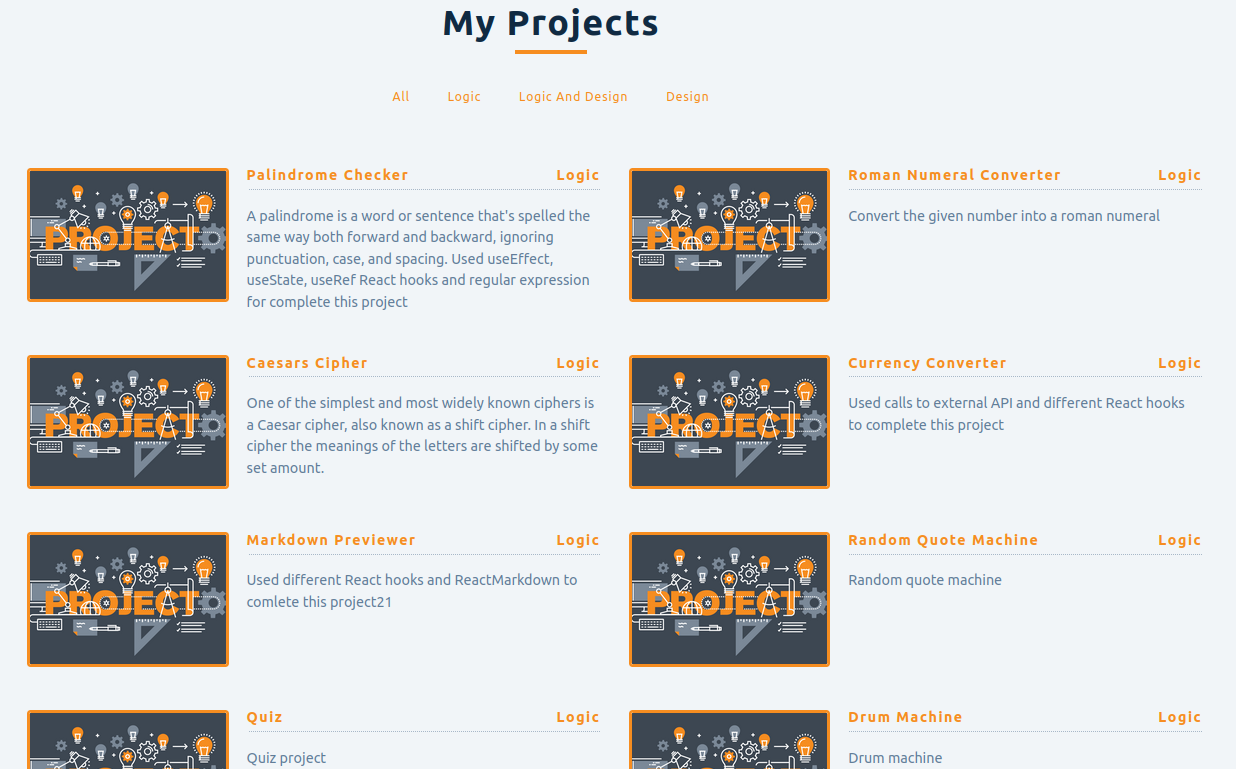 My Projects
All Logic Logic And Design Design
PROJECT
Palindrome Checker Logic
A palindrome is a word or sentence that's spelled the
same way both forward and backward, ignoring
punctuation, case, and spacing. Used useEffect,
useState, useRef React hooks and regular expression
for complete this project
PROJECT
Roman Numeral Converter Logic
Convert the given number into a roman numeral
PROJECT
Caesars Cipher Logic
One of the simplest and most widely known ciphers is
a Caesar cipher, also known as a shift cipher. In a shift
cipher the meanings of the letters are shifted by some
set amount.
PROJECT
Currency Converter Logic
Used calls to external API and different React hooks
to complete this project
PROJECT
Markdown Previewer Logic
Used different React hooks and ReactMarkdown to
comlete this project21
PROJECT
Random Quote Machine Logic
Random quote machine
Quiz Logic
Quiz project
Drum Machine Logic
Drum machine